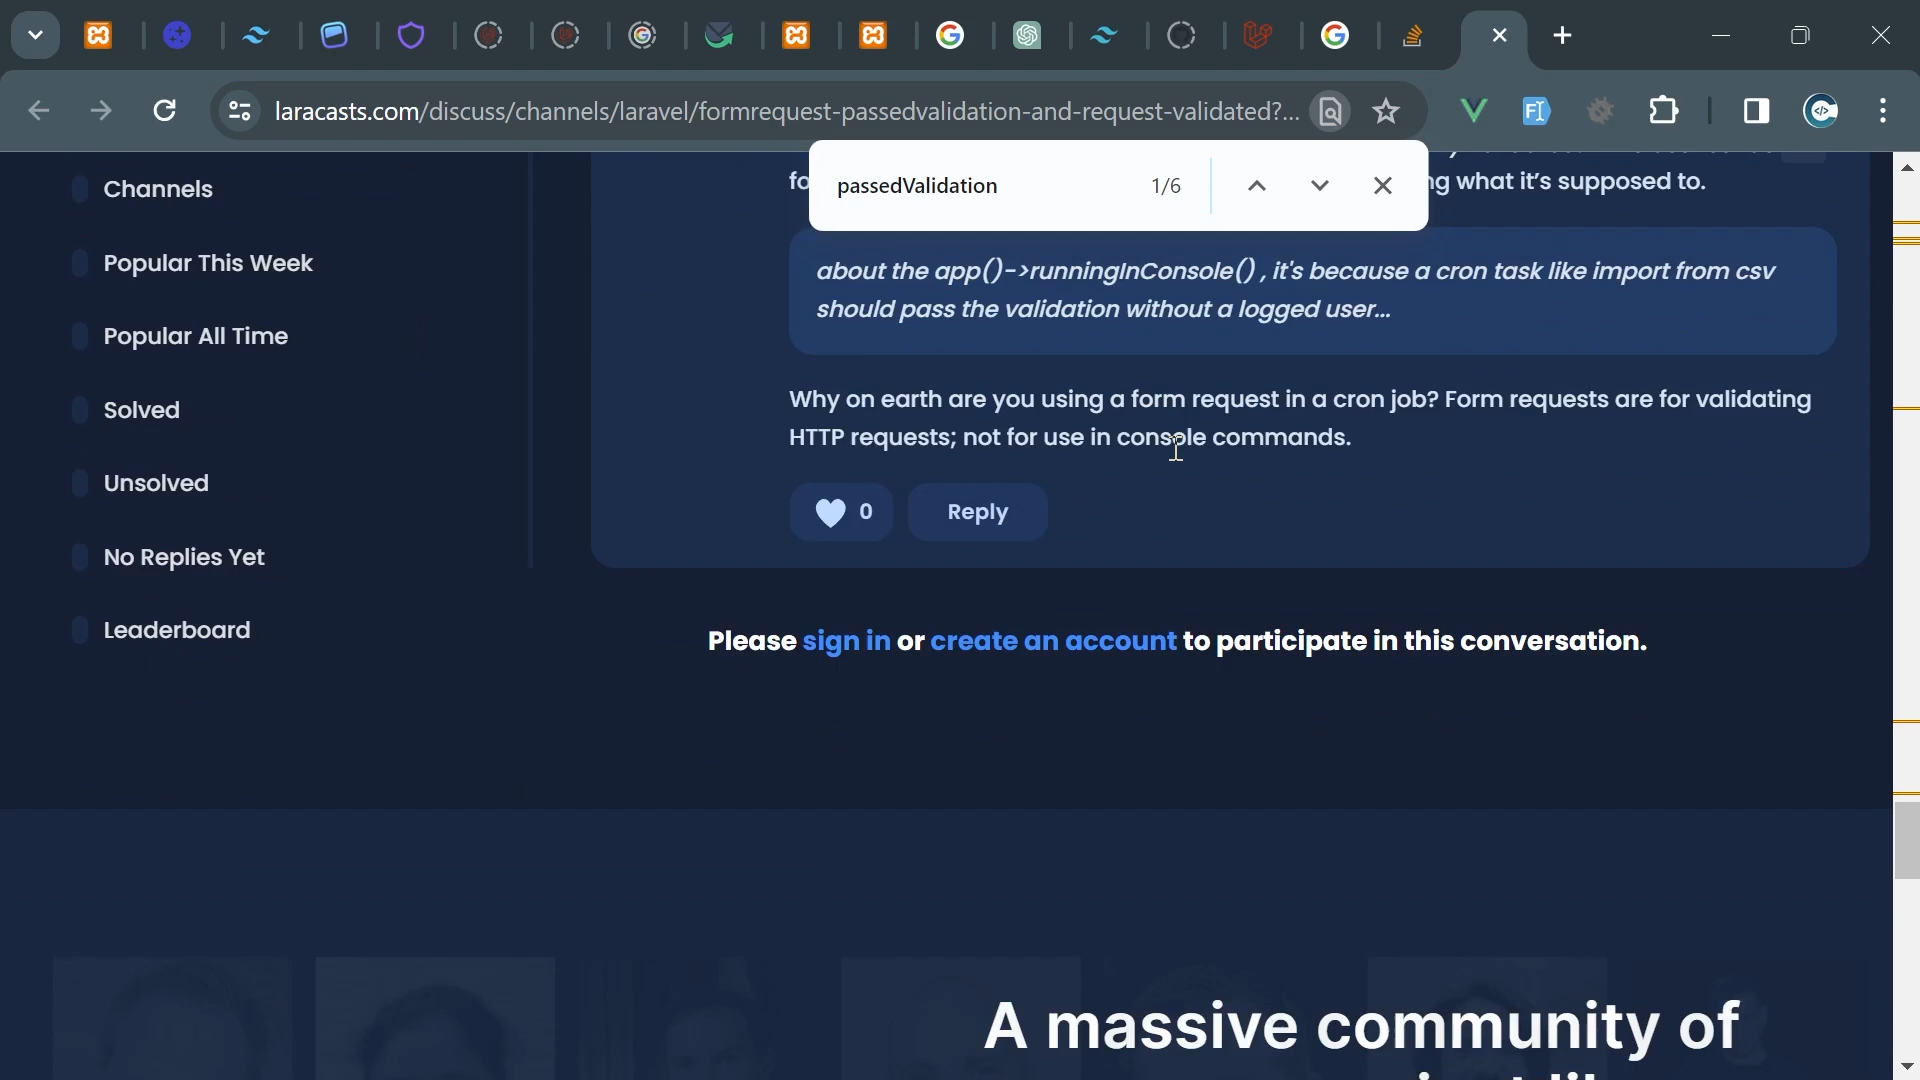 laracasts.com/discuss/channels/laravel/formrequest-passedvalidation-and-request-validated?...
passedValidation 1/6
Channels
Popular This Week
Popular All Time
Solved
Unsolved
No Replies Yet
Leaderboard
fo
ng what it’s supposed to.
about the app()->runningInConsole() , it's because a cron task like import from csv
should pass the validation without a logged user...
Why on earth are you using a form request in a cron job? Form requests are for validating
HTTP requests; not for use in console commands.
0 Reply
Please sign in or create an account to participate in this conversation.
A massive community of